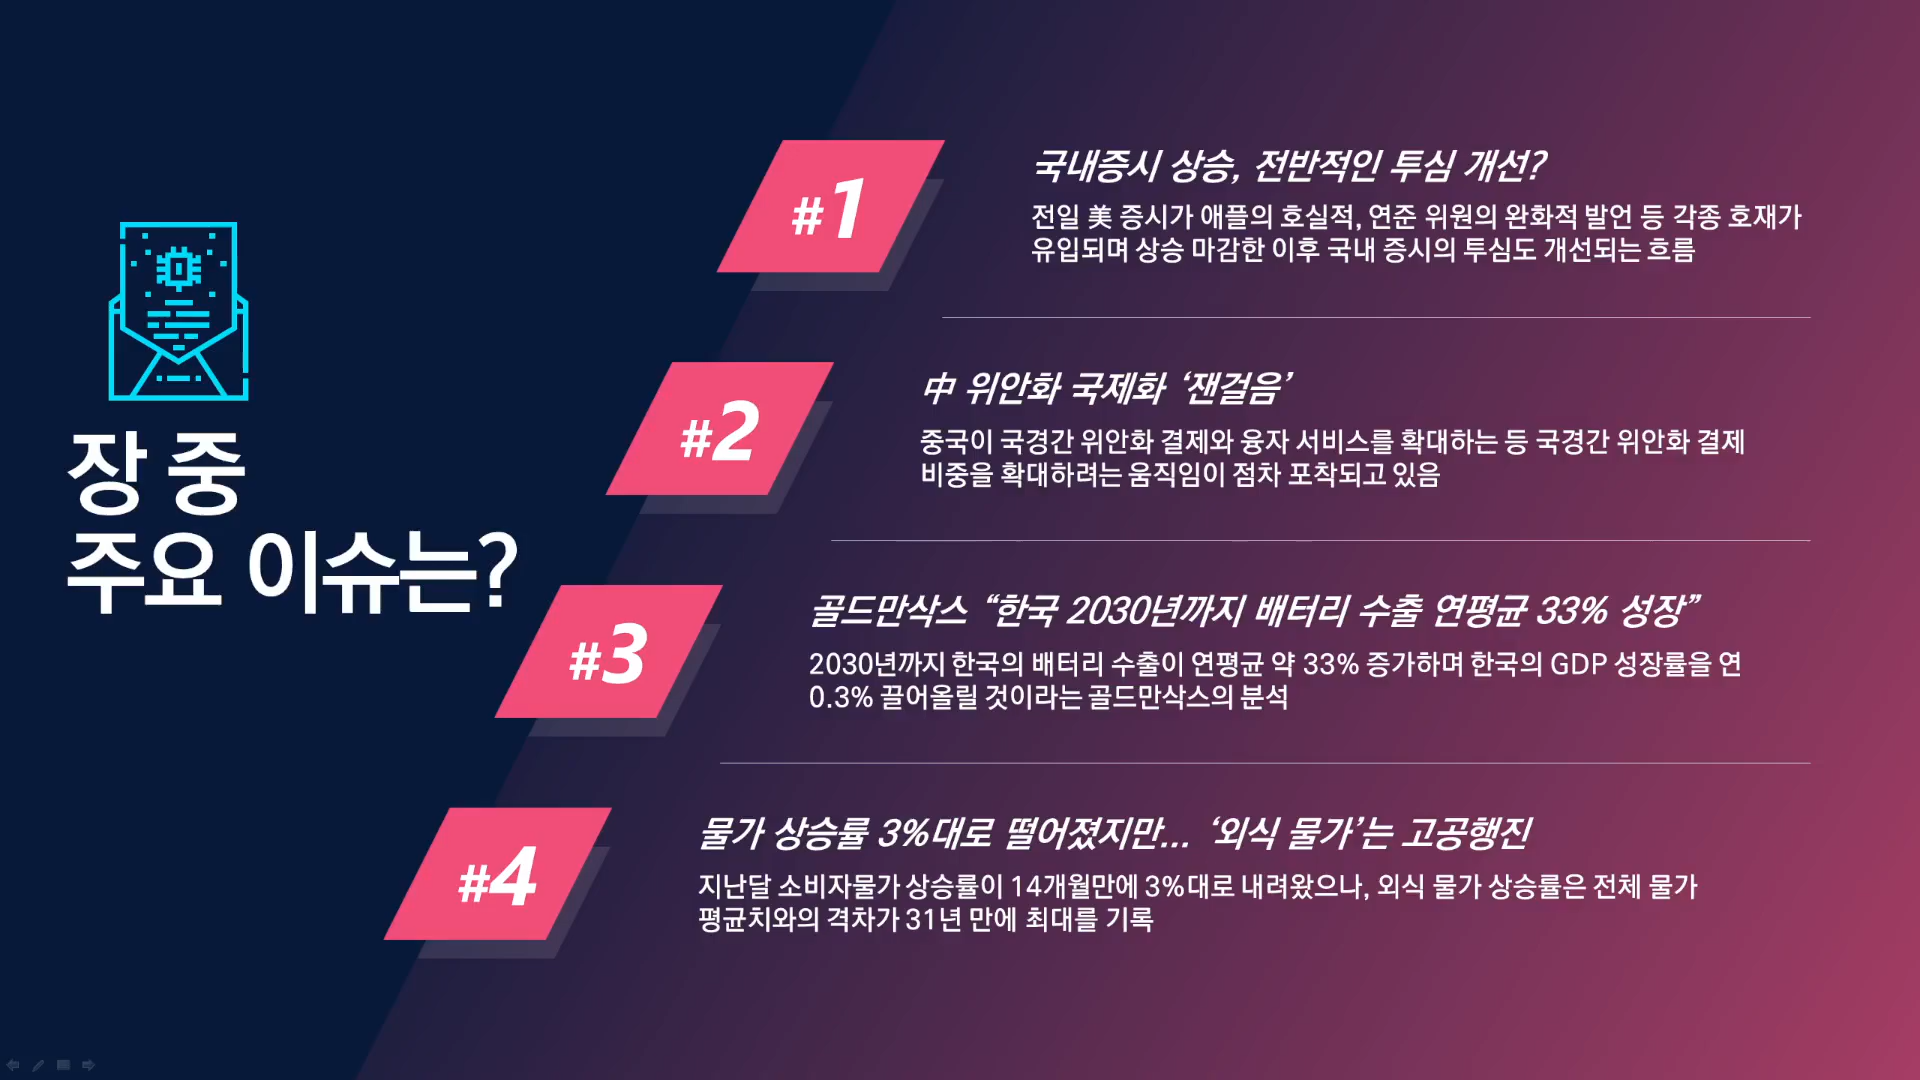 장 중
주요 이슈는?
#1
국내증시 상승, 전반적인 투심 개선?
전일 美 증시가 애플의 호실적, 연준 위원의 완화적 발언 등 각종 호재가
유입되며 상승 마감한 이후 국내 증시의 투심도 개선되는 흐름
#2
中 위안화 국제화 ‘잰걸음’
중국이 국경간 위안화 결제와 융자 서비스를 확대하는 등 국경간 위안화 결제
비중을 확대하려는 움직임이 점차 포착되고 있음
#3
골드만삭스 “한국 2030년까지 배터리 수출 연평균 33% 성장”
2030년까지 한국의 배터리 수출이 연평균 약 33% 증가하며 한국의 GDP 성장률을 연
0.3% 끌어올릴 것이라는 골드만삭스의 분석
#4
물가 상승률 3%대로 떨어졌지만... ‘외식 물가’는 고공행진
지난달 소비자물가 상승률이 14개월만에 3%대로 내려왔으나, 외식 물가 상승률은 전체 물가
평균치와의 격차가 31년 만에 최대를 기록